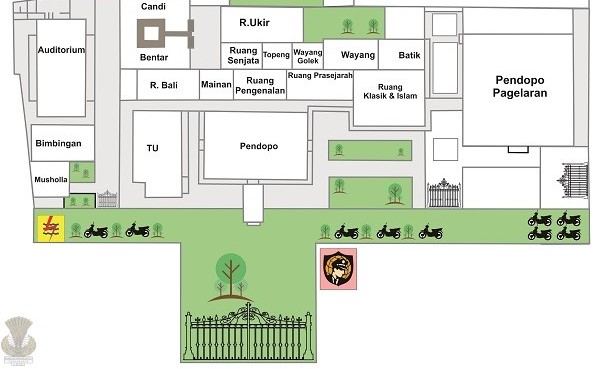 Candi
Bentar
Auditorium
R.Ukir
Ruang
Senjata
Topeng
Wayang
Golek
Wayang
Batik
R. Bali
Mainan
Ruang
Pengenalan
Ruang Prasejarah
Ruang
Klasik & Islam
Pendopo
Pagelaran
Bimbingan
Musholla
TU
Pendopo